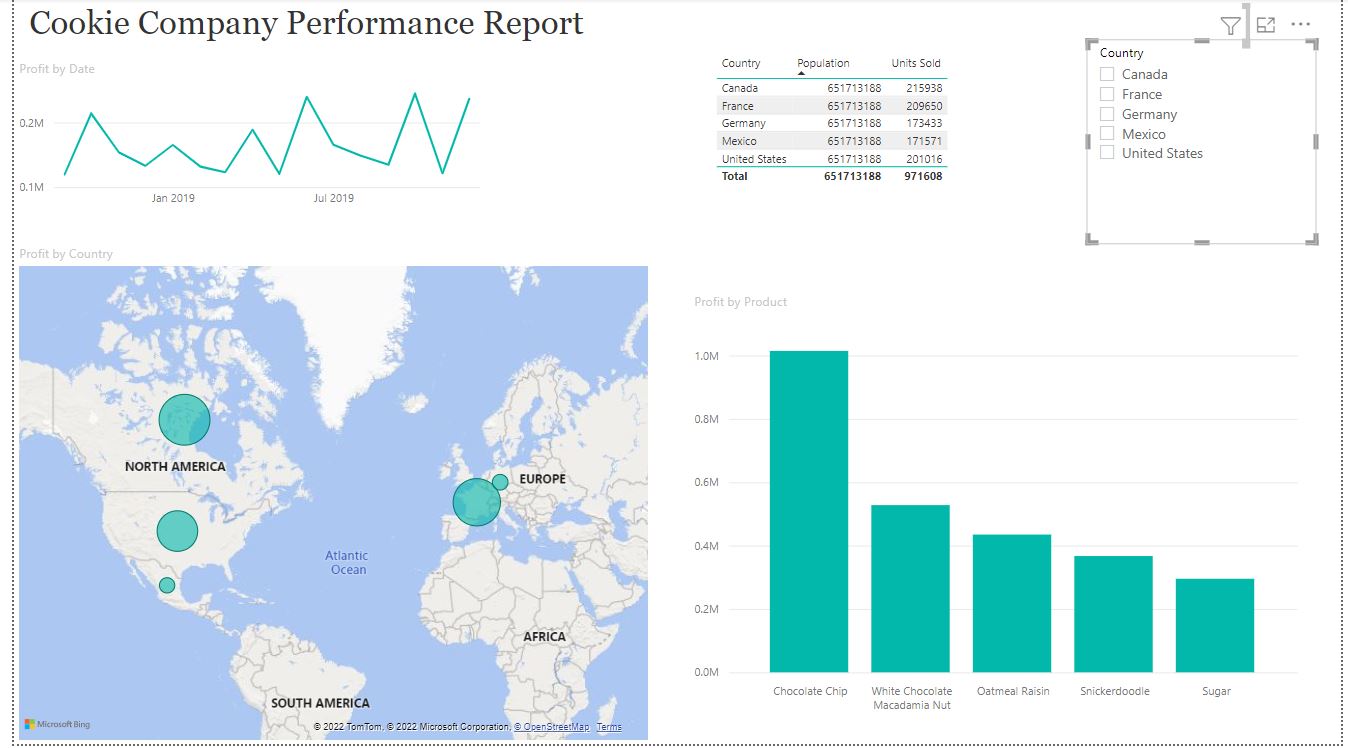 Cookie Company Performance Report
Profit by Date
0.2M
0.1M
Jan 2019
Jul 2019
Country Population Units Sold
Canada 651713188 215938
France 651713188 209650
Germany 651713188 173433
Mexico 651713188 171571
United States 651713188 201016
Total 651713188 971608
Country
Canada
France
Germany
Mexico
United States
Profit by Country
NORTH AMERICA
EUROPE
Atlantic
Ocean
AFRICA
SOUTH AMERICA
Microsoft Bing
© 2022 TomTom, © 2022 Microsoft Corporation, © OpenStreetMap Terms
Profit by Product
1.0M
0.8M
0.6M
0.4M
0.2M
0.0M
Chocolate Chip
White Chocolate
Macadamia Nut
Oatmeal Raisin
Snickerdoodle
Sugar